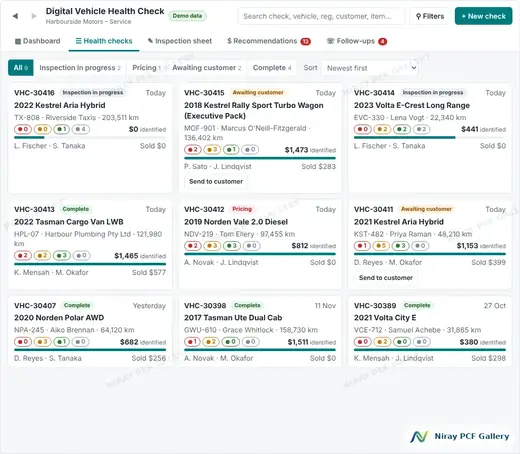 Digital Vehicle Health Check
Harbourside Motors – Service
Demo data
Search check, vehicle, reg, customer, item...
Filters
+ New check
Dashboard
Health checks
Inspection sheet
$ Recommendations 13
Follow-ups 4
All 9
Inspection in progress 2
Pricing 1
Awaiting customer 2
Complete 4
Sort
Newest first
VHC-30416 Inspection in progress Today
2022 Kestrel Aria Hybrid
TX-808 · Riverside Taxis · 203,511 km
0 0 1 4 $0 identified
L. Fischer · S. Tanaka Sold $0
VHC-30415 Awaiting customer Today
2018 Kestrel Rally Sport Turbo Wagon
(Executive Pack)
MOF-901 · Marcus O'Neill-Fitzgerald ·
136,402 km
2 3 1 0 $1,473 identified
P. Sato · J. Lindqvist Sold $283
Send to customer
VHC-30414 Inspection in progress Today
2023 Volta E-Crest Long Range
EVC-330 · Lena Vogt · 22,340 km
0 2 2 2 $441 identified
L. Fischer · S. Tanaka Sold $0
VHC-30413 Complete Today
2022 Tasman Cargo Van LWB
HPL-07 · Harbour Plumbing Pty Ltd · 121,980
km
2 2 3 0 $1,465 identified
K. Mensah · M. Okafor Sold $577
VHC-30412 Pricing Today
2019 Norden Vale 2.0 Diesel
NDV-219 · Tom Ellery · 97,455 km
2 3 3 0 $812 identified
A. Novak · J. Lindqvist Sold $0
VHC-30411 Awaiting customer Today
2021 Kestrel Aria Hybrid
KST-482 · Priya Raman · 48,210 km
1 5 3 0 $1,153 identified
D. Reyes · M. Okafor Sold $399
Send to customer
VHC-30407 Complete Yesterday
2020 Norden Polar AWD
NPA-245 · Aiko Brennan · 64,120 km
0 3 1 0 $682 identified
D. Reyes · S. Tanaka Sold $256
VHC-30398 Complete 11 Nov
2017 Tasman Ute Dual Cab
GWU-610 · Grace Whitlock · 158,730 km
1 2 0 0 $1,511 identified
A. Novak · M. Okafor Sold $0
VHC-30389 Complete 27 Oct
2021 Volta City E
VCE-712 · Samuel Achebe · 31,865 km
0 2 1 0 $380 identified
K. Mensah · J. Lindqvist Sold $298
Niray PCF Gallery